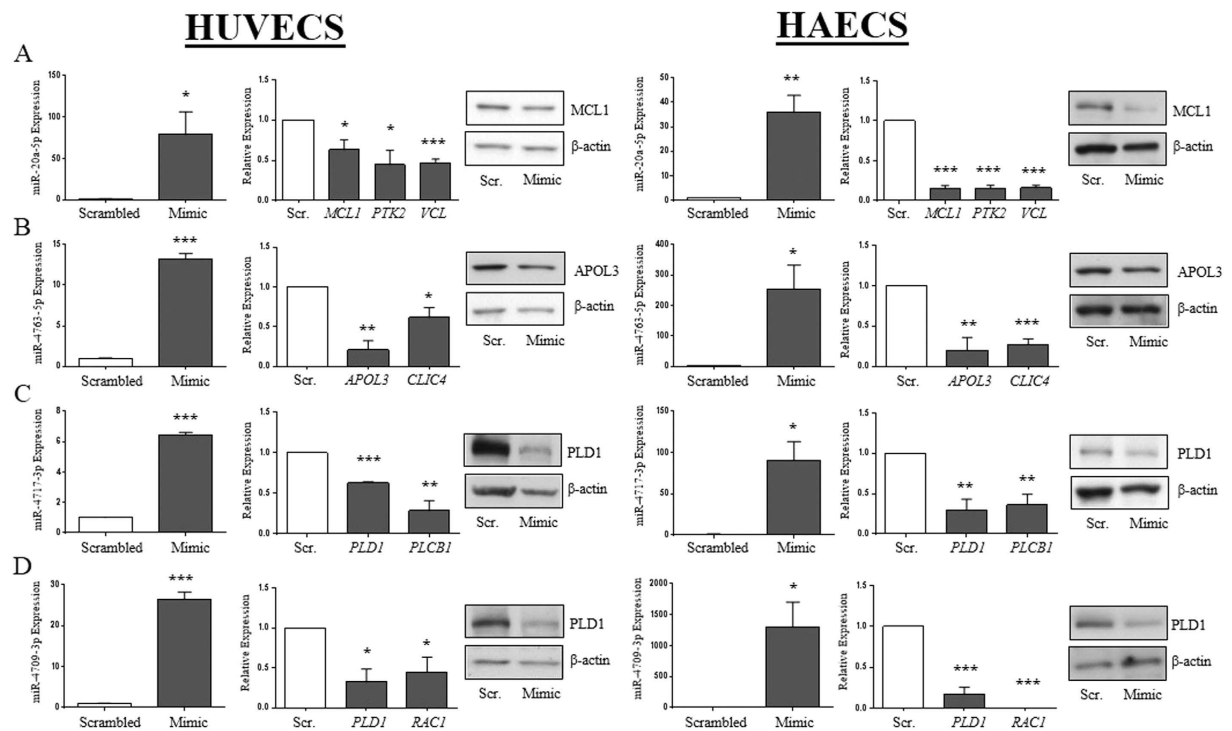 HUVECS
HAECS
A
miR-20a-5p Expression
150
100
50
0
*
Scrambled
Mimic
Relative Expression
1.5
1.0
0.5
0.0
*
*
***
Scr.
MCL1
PTK2
VCL
MCL1
β-actin
Scr.
Mimic
miR-20a-5p Expression
50
40
30
20
10
0
**
Scrambled
Mimic
Relative Expression
1.5
1.0
0.5
0.0
***
***
***
Scr.
MCL1
PTK2
VCL
MCL1
β-actin
Scr.
Mimic
B
miR-4763-5p Expression
15
10
5
0
***
Scrambled
Mimic
Relative Expression
1.5
1.0
0.5
0.0
**
*
Scr.
APOL3
CLIC4
APOL3
β-actin
Scr.
Mimic
miR-4763-5p Expression
400
300
200
100
0
*
Scrambled
Mimic
Relative Expression
1.5
1.0
0.5
0.0
**
***
Scr.
APOL3
CLIC4
APOL3
β-actin
Scr.
Mimic
C
miR-4717-3p Expression
8
6
4
2
0
***
Scrambled
Mimic
Relative Expression
1.5
1.0
0.5
0.0
***
**
Scr.
PLD1
PLCB1
PLD1
β-actin
Scr.
Mimic
miR-4717-3p Expression
150
100
50
0
*
Scrambled
Mimic
Relative Expression
1.5
1.0
0.5
0.0
**
**
Scr.
PLD1
PLCB1
PLD1
β-actin
Scr.
Mimic
D
miR-4709-3p Expression
30
20
10
0
***
Scrambled
Mimic
Relative Expression
1.5
1.0
0.5
0.0
*
*
Scr.
PLD1
RAC1
PLD1
β-actin
Scr.
Mimic
miR-4709-3p Expression
2000
1500
1000
500
0
*
Scrambled
Mimic
Relative Expression
1.5
1.0
0.5
0.0
***
***
Scr.
PLD1
RAC1
PLD1
β-actin
Scr.
Mimic